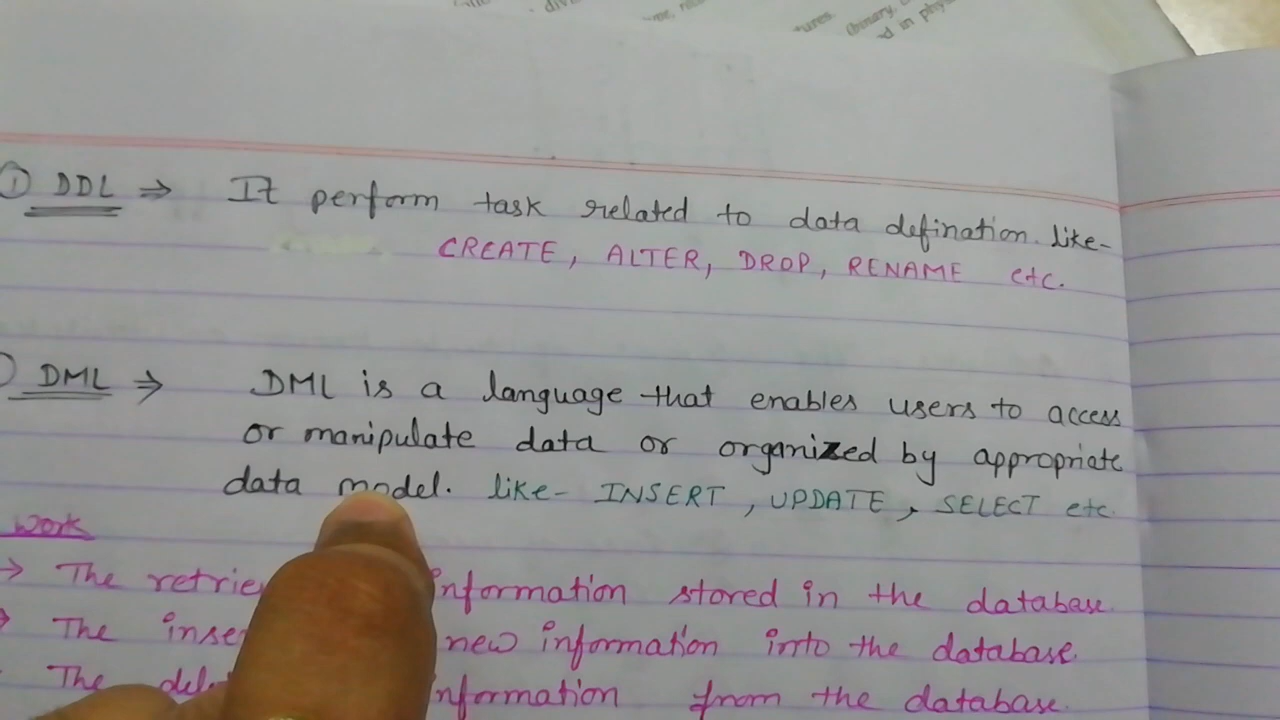 ① DDL ⇒ It perform task related to data defination. like-
CREATE, ALTER, DROP, RENAME etc.
DML ⇒ DML is a language that enables users to access
or manipulate data or organized by appropriate
data model. like- INSERT, UPDATE, SELECT etc.
work
→ The information stored in the database.
→ The new information into the database.
The information from the database.